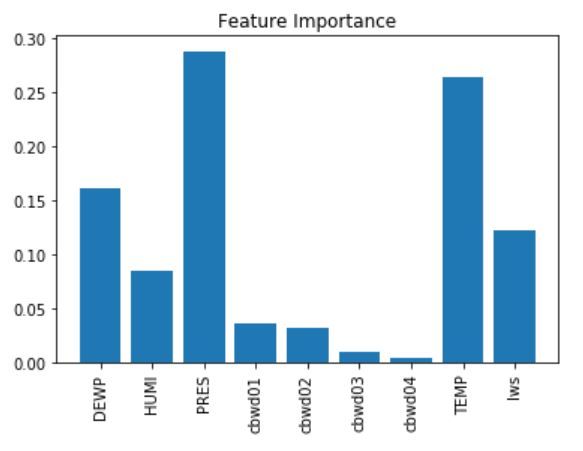 Feature Importance
0.30
0.25
0.20
0.15
0.10
0.05
0.00
DEWP
HUMI
PRES
cbwd01
cbwd02
cbwd03
cbwd04
TEMP
Iws